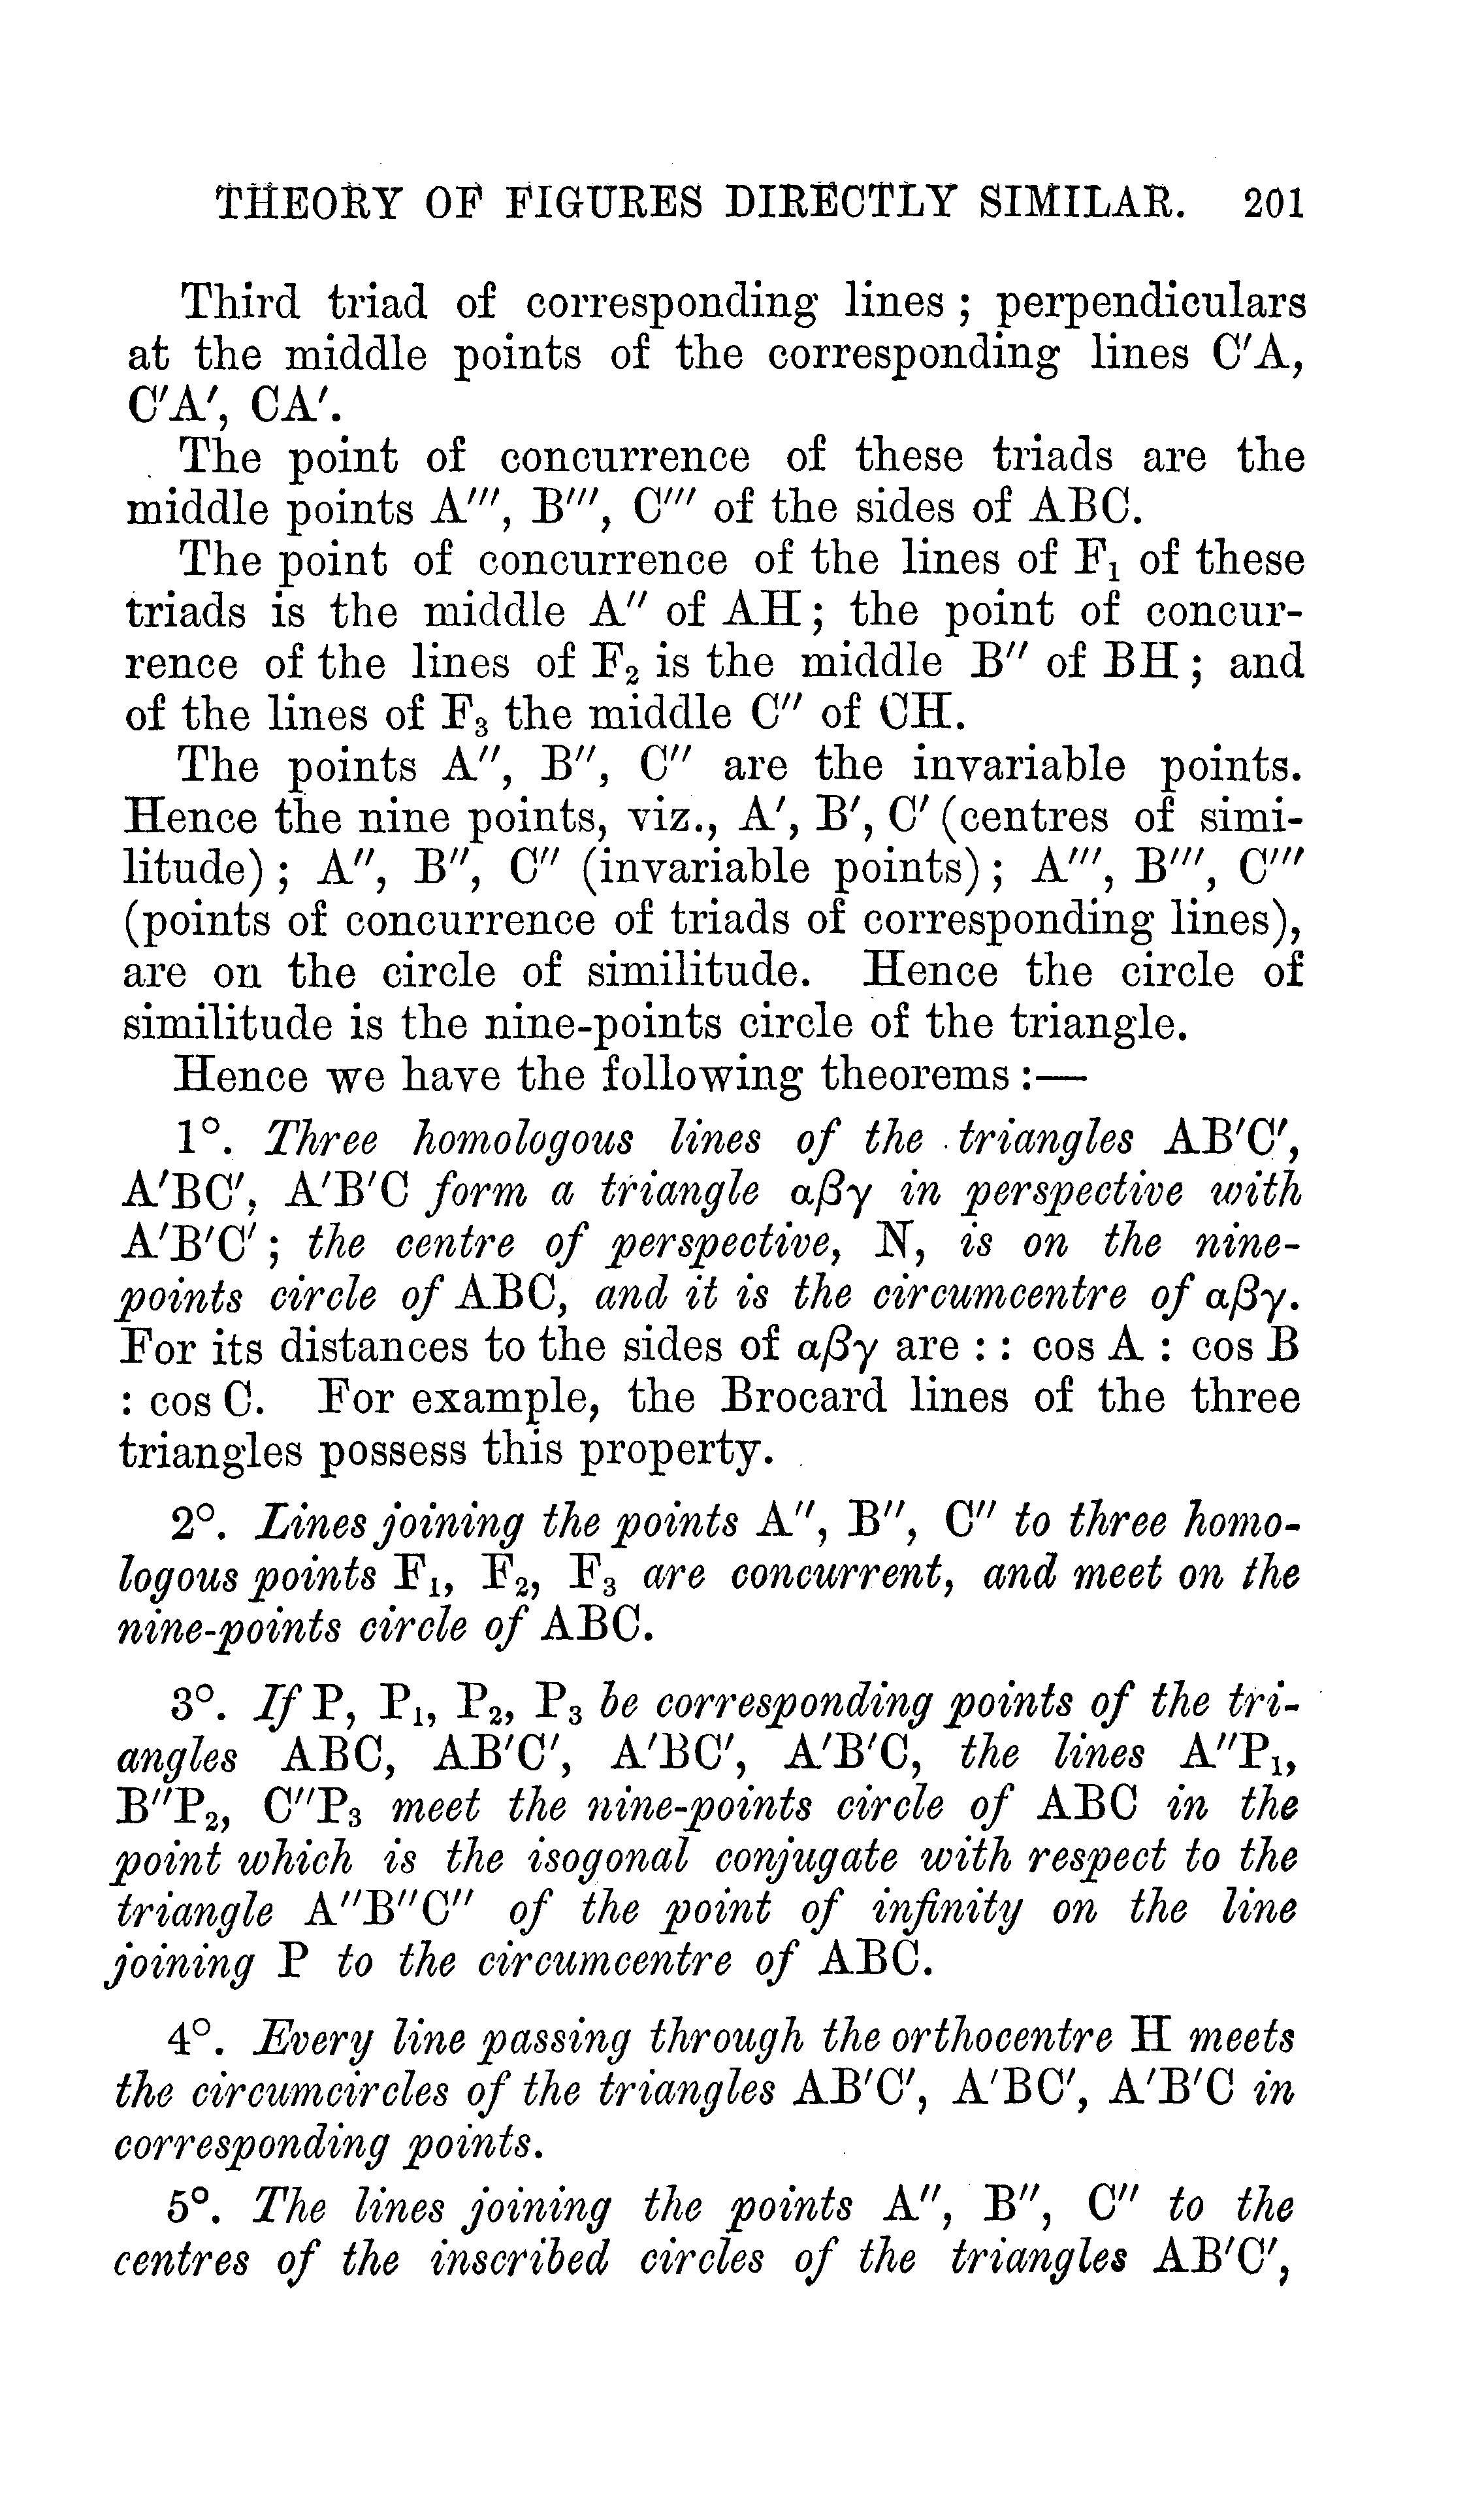 THEORY OF FIGURES DIRECTLY SIMILAR. 201
Third triad of corresponding lines; perpendiculars
at the middle points of the corresponding lines C′A,
C′A′, CA′.
The point of concurrence of these triads are the
middle points A‴, B‴, C‴ of the sides of ABC.
The point of concurrence of the lines of F₁ of these
triads is the middle A″ of AH; the point of concur-
rence of the lines of F₂ is the middle B″ of BH; and
of the lines of F₃ the middle C″ of CH.
The points A″, B″, C″ are the invariable points.
Hence the nine points, viz., A′, B′, C′ (centres of simi-
litude); A″, B″, C″ (invariable points); A‴, B‴, C‴
(points of concurrence of triads of corresponding lines),
are on the circle of similitude. Hence the circle of
similitude is the nine-points circle of the triangle.
Hence we have the following theorems:—
1°. Three homologous lines of the triangles AB′C′,
A′BC′, A′B′C form a triangle αβγ in perspective with
A′B′C′; the centre of perspective, N, is on the nine-
points circle of ABC, and it is the circumcentre of αβγ.
For its distances to the sides of αβγ are :: cos A : cos B
: cos C. For example, the Brocard lines of the three
triangles possess this property.
2°. Lines joining the points A″, B″, C″ to three homo-
logous points F₁, F₂, F₃ are concurrent, and meet on the
nine-points circle of ABC.
3°. If P, P₁, P₂, P₃ be corresponding points of the tri-
angles ABC, AB′C′, A′BC′, A′B′C, the lines A″P₁,
B″P₂, C″P₃ meet the nine-points circle of ABC in the
point which is the isogonal conjugate with respect to the
triangle A″B″C″ of the point of infinity on the line
joining P to the circumcentre of ABC.
4°. Every line passing through the orthocentre H meets
the circumcircles of the triangles AB′C′, A′BC′, A′B′C in
corresponding points.
5°. The lines joining the points A″, B″, C″ to the
centres of the inscribed circles of the triangles AB′C′,